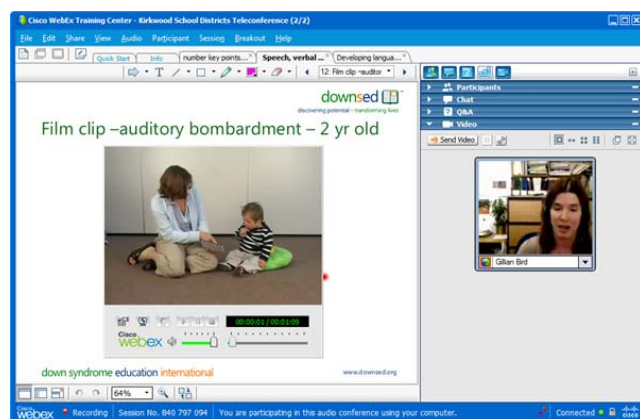 Cisco WebEx Training Center - Kirkwood School Districts Teleconference (2/2)
File Edit Share View Audio Participant Session Breakout Help
Quick Start Info number key points... Speech, verbal ... Developing langua...
12: Film clip –auditor
downsed
discovering potential · transforming lives
Film clip –auditory bombardment – 2 yr old
00:00:01 / 00:01:09
Cisco
webex
down syndrome education international
www.downsed.org
64%
Participants
Chat
Q&A
Video
Send Video
Gillian Bird
Cisco
webex
Recording Session No. 840 797 094 You are participating in this audio conference using your computer. Connected
cisco